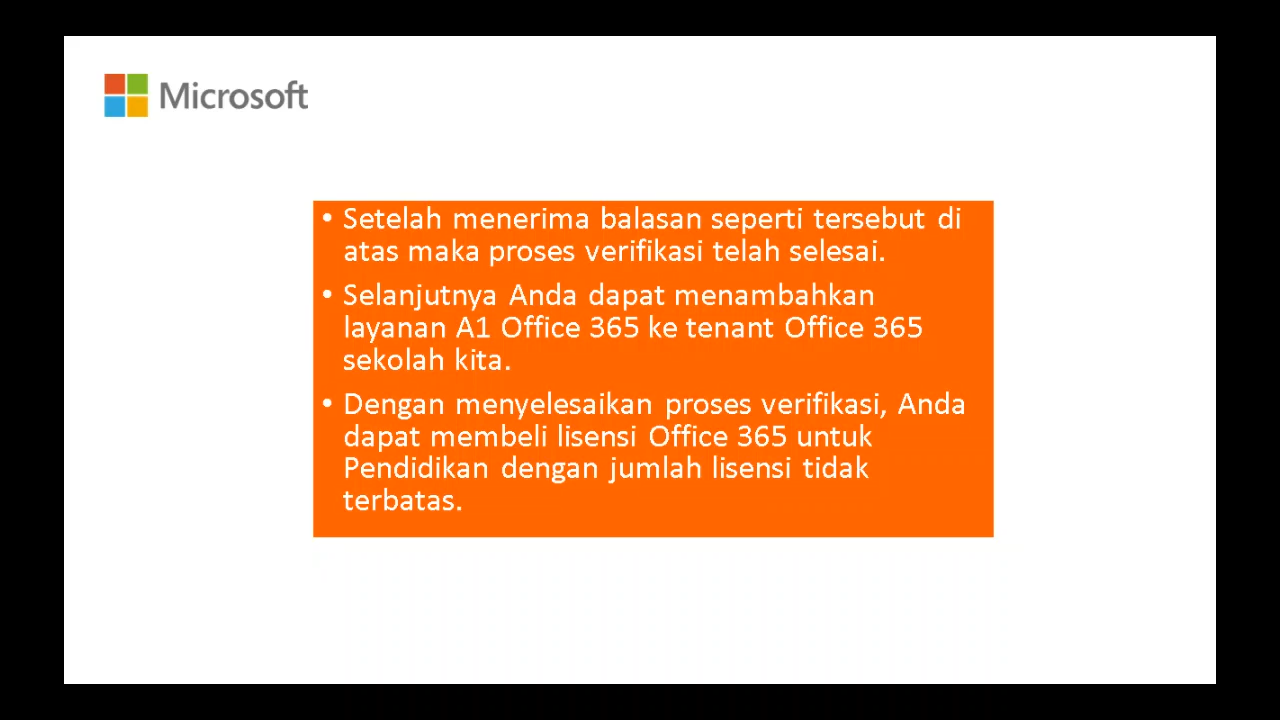 Microsoft
• Setelah menerima balasan seperti tersebut di
atas maka proses verifikasi telah selesai.
• Selanjutnya Anda dapat menambahkan
layanan A1 Office 365 ke tenant Office 365
sekolah kita.
• Dengan menyelesaikan proses verifikasi, Anda
dapat membeli lisensi Office 365 untuk
Pendidikan dengan jumlah lisensi tidak
terbatas.